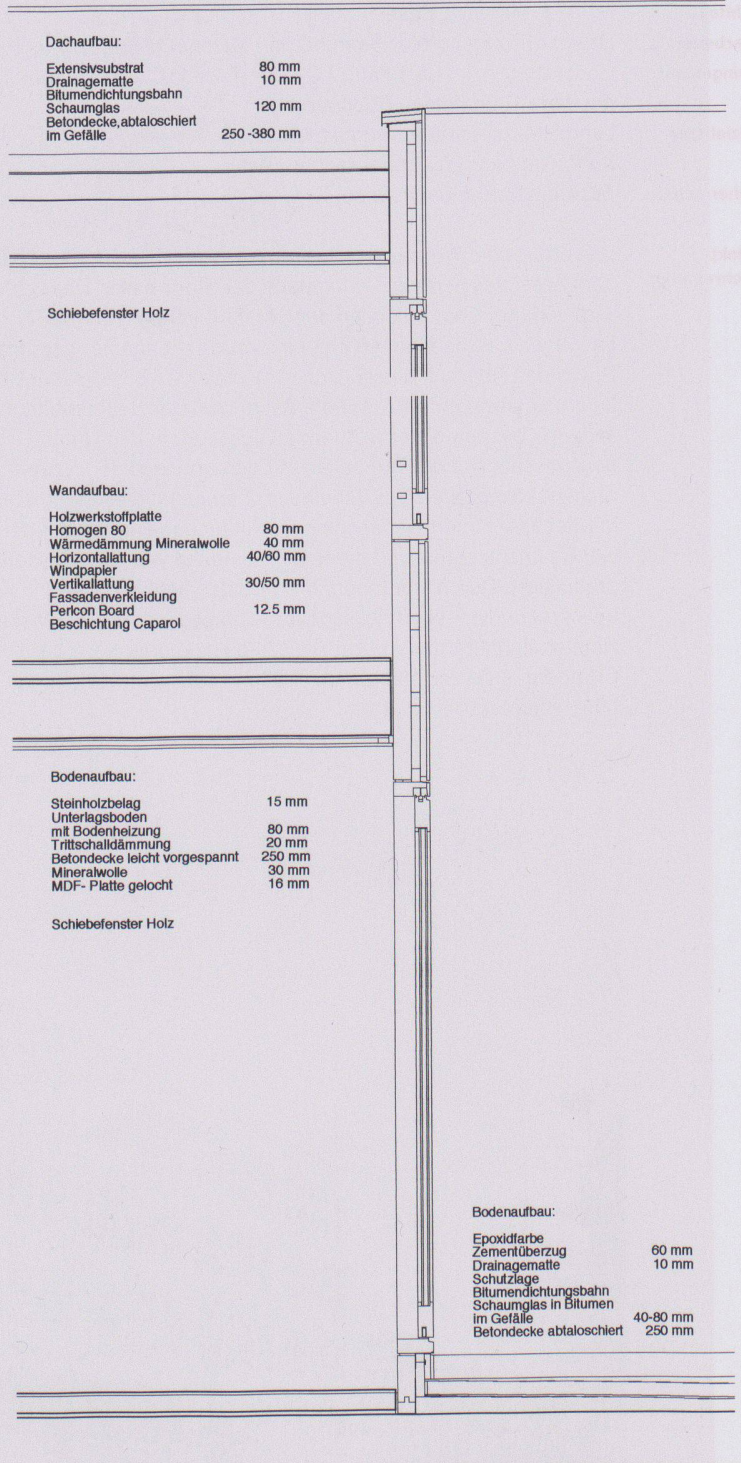 Dachaufbau:
Extensivsubstrat 80 mm
Drainagematte 10 mm
Bitumendichtungsbahn
Schaumglas 120 mm
Betondecke,abtaloschiert
im Gefälle 250 -380 mm
Schiebefenster Holz
Wandaufbau:
Holzwerkstoffplatte
Homogen 80 80 mm
Wärmedämmung Mineralwolle 40 mm
Horizontallattung 40/60 mm
Windpapier
Vertikallattung 30/50 mm
Fassadenverkleidung
Pericon Board 12.5 mm
Beschichtung Caparol
Bodenaufbau:
Steinholzbelag 15 mm
Unterlagsboden
mit Bodenheizung 80 mm
Trittschalldämmung 20 mm
Betondecke leicht vorgespannt 250 mm
Mineralwolle 30 mm
MDF- Platte gelocht 16 mm
Schiebefenster Holz
Bodenaufbau:
Epoxidfarbe
Zementüberzug 60 mm
Drainagematte 10 mm
Schutzlage
Bitumendichtungsbahn
Schaumglas in Bitumen
im Gefälle 40-80 mm
Betondecke abtaloschiert 250 mm